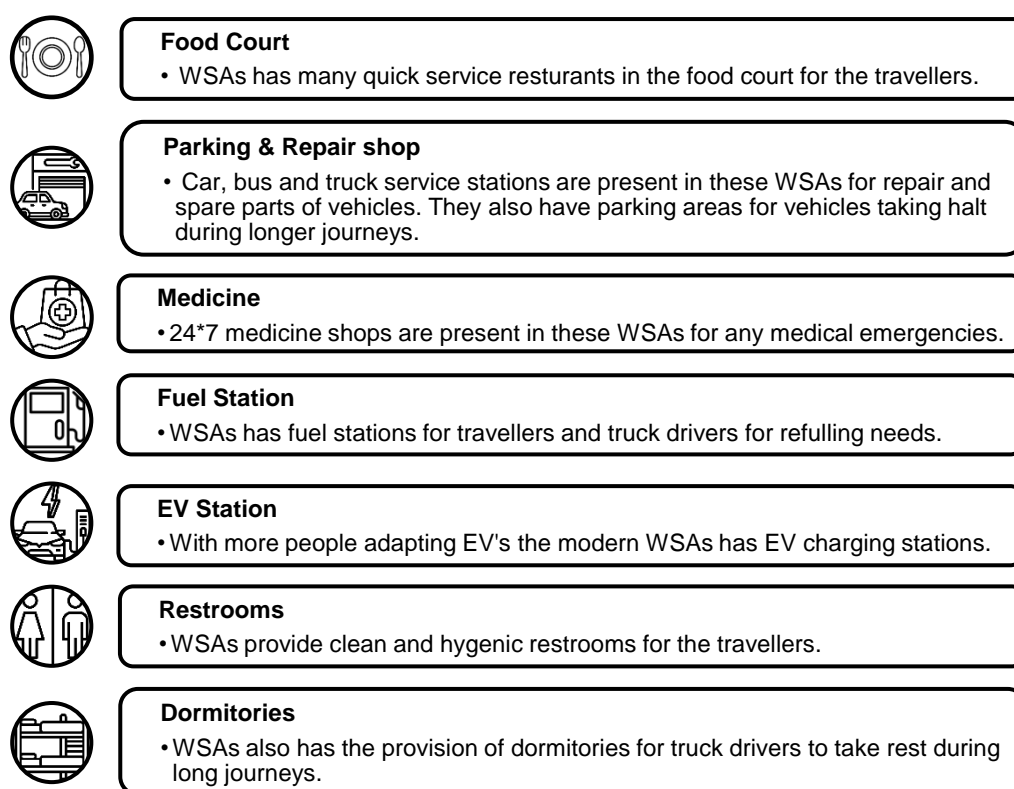 Food Court
• WSAs has many quick service resturants in the food court for the travellers.
Parking & Repair shop
• Car, bus and truck service stations are present in these WSAs for repair and
spare parts of vehicles. They also have parking areas for vehicles taking halt
during longer journeys.
Medicine
• 24*7 medicine shops are present in these WSAs for any medical emergencies.
Fuel Station
• WSAs has fuel stations for travellers and truck drivers for refulling needs.
EV Station
• With more people adapting EV's the modern WSAs has EV charging stations.
Restrooms
• WSAs provide clean and hygenic restrooms for the travellers.
Dormitories
• WSAs also has the provision of dormitories for truck drivers to take rest during
long journeys.